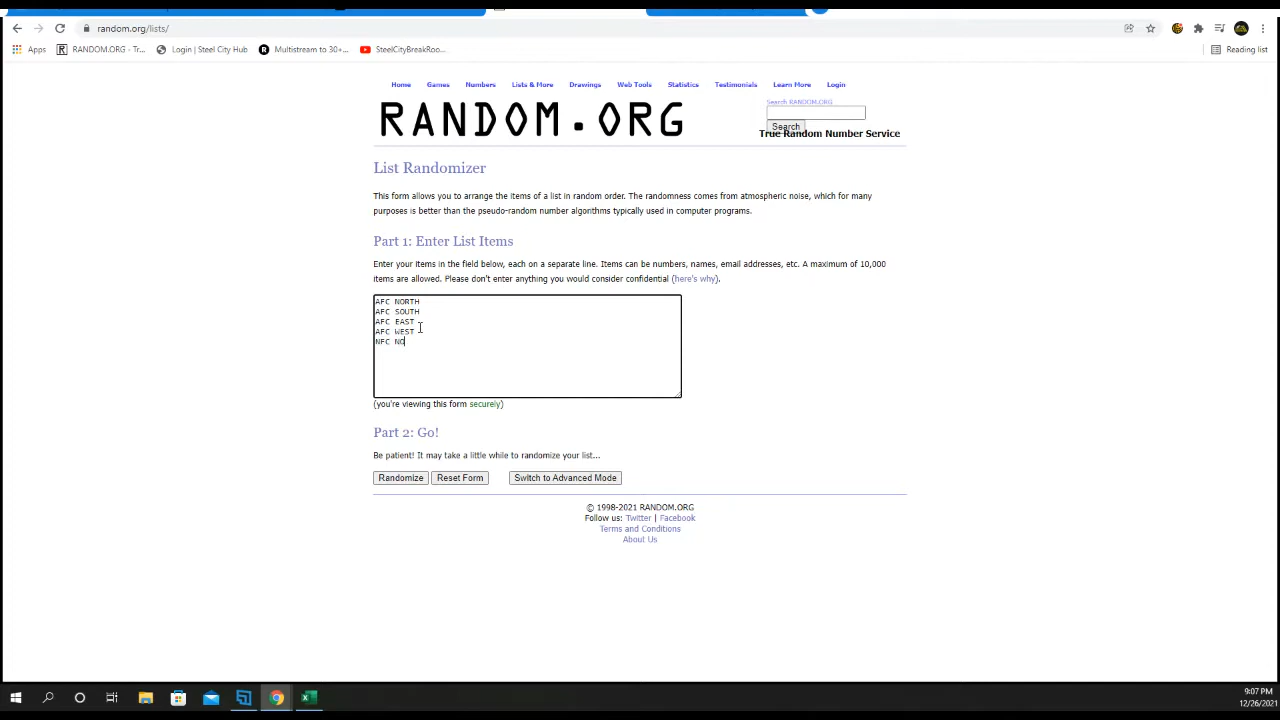 random.org/lists/
Apps RANDOM.ORG - Tr... Login | Steel City Hub Multistream to 30+... SteelCityBreakRoo... Reading list
Home Games Numbers Lists & More Drawings Web Tools Statistics Testimonials Learn More Login
RANDOM.ORG
Search RANDOM.ORG
Search
True Random Number Service
List Randomizer
This form allows you to arrange the items of a list in random order. The randomness comes from atmospheric noise, which for many
purposes is better than the pseudo-random number algorithms typically used in computer programs.
Part 1: Enter List Items
Enter your items in the field below, each on a separate line. Items can be numbers, names, email addresses, etc. A maximum of 10,000
items are allowed. Please don't enter anything you would consider confidential (here's why).
AFC NORTH
AFC SOUTH
AFC EAST
AFC WEST
NFC NO
(you're viewing this form securely)
Part 2: Go!
Be patient! It may take a little while to randomize your list...
Randomize Reset Form Switch to Advanced Mode
© 1998-2021 RANDOM.ORG
Follow us: Twitter | Facebook
Terms and Conditions
About Us
9:07 PM
12/26/2021